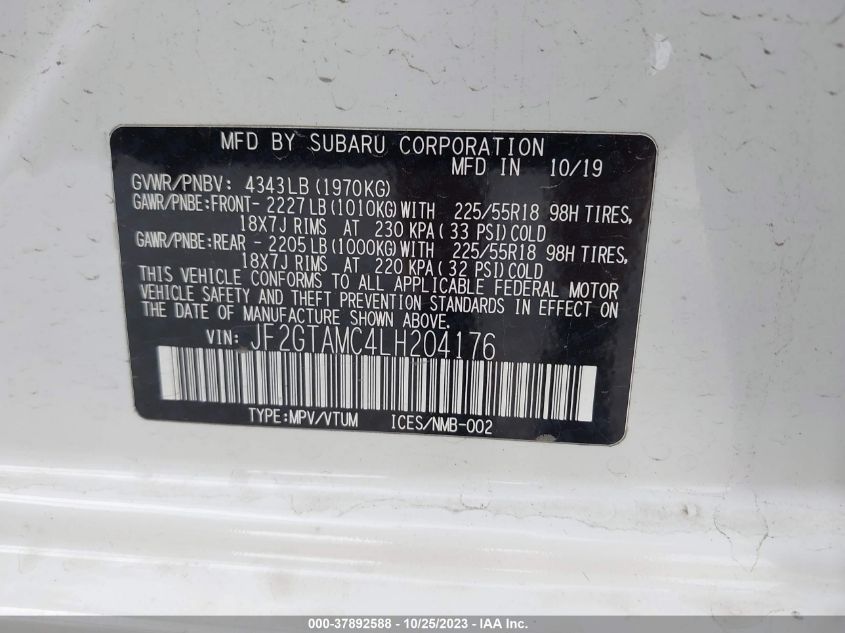 MFD BY SUBARU CORPORATION
MFD IN 10/19
GVWR/PNBV: 4343LB (1970KG)
GAWR/PNBE:FRONT- 2227LB (1010KG) WITH 225/55R18 98H TIRES,
18X7J RIMS AT 230 KPA (33 PSI) COLD
GAWR/PNBE:REAR - 2205LB (1000KG) WITH 225/55R18 98H TIRES,
18X7J RIMS AT 220 KPA (32 PSI) COLD
THIS VEHICLE CONFORMS TO ALL APPLICABLE FEDERAL MOTOR
VEHICLE SAFETY AND THEFT PREVENTION STANDARDS IN EFFECT ON
THE DATE OF MANUFACTURE SHOWN ABOVE.
VIN: JF2GTAMC4LH204176
TYPE:MPV/VTUM ICES/NMB-002
000-37892588 - 10/25/2023 - IAA Inc.